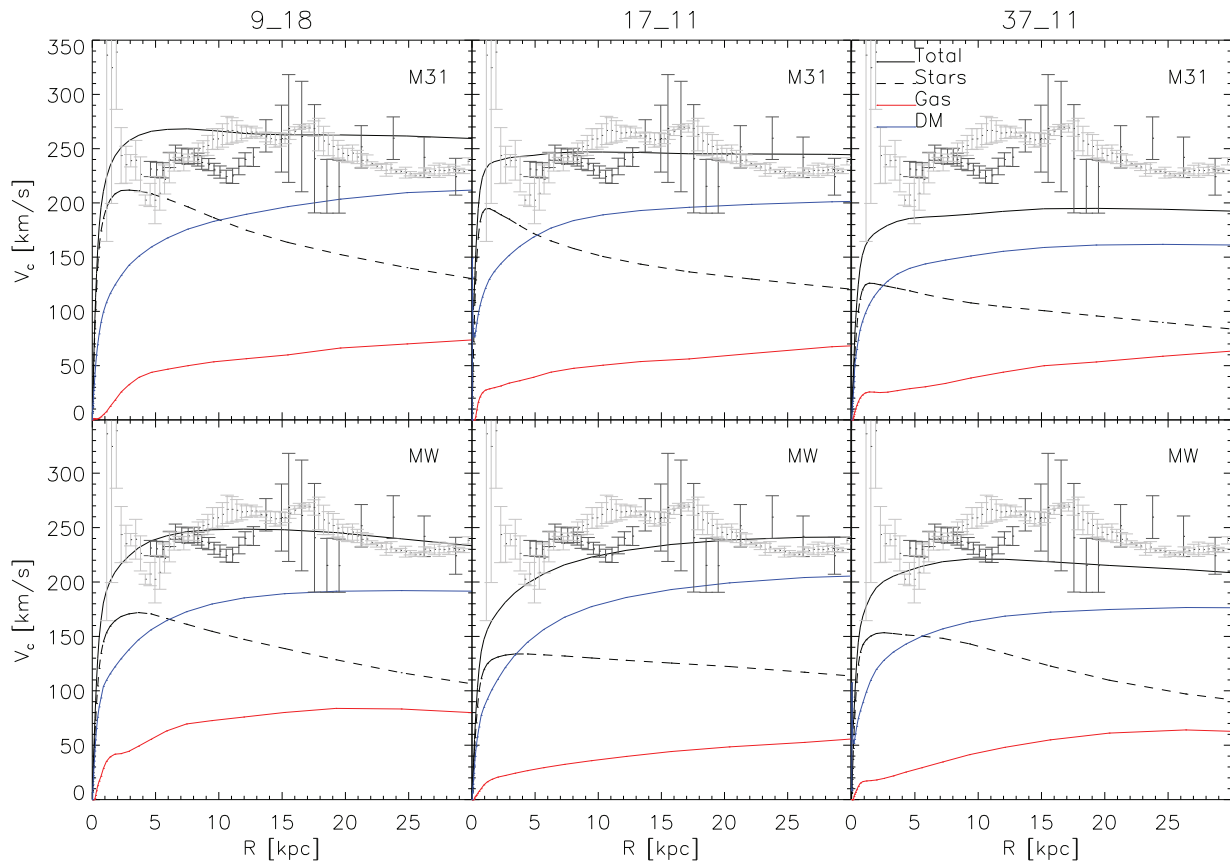 9_18 17_11 37_11
350
300
250
200
150
100
50
0
V_c [km/s]
M31
M31
M31
Total
Stars
Gas
DM
300
250
200
150
100
50
0
V_c [km/s]
MW
MW
MW
0 5 10 15 20 25 0 5 10 15 20 25 0 5 10 15 20 25
R [kpc] R [kpc] R [kpc]